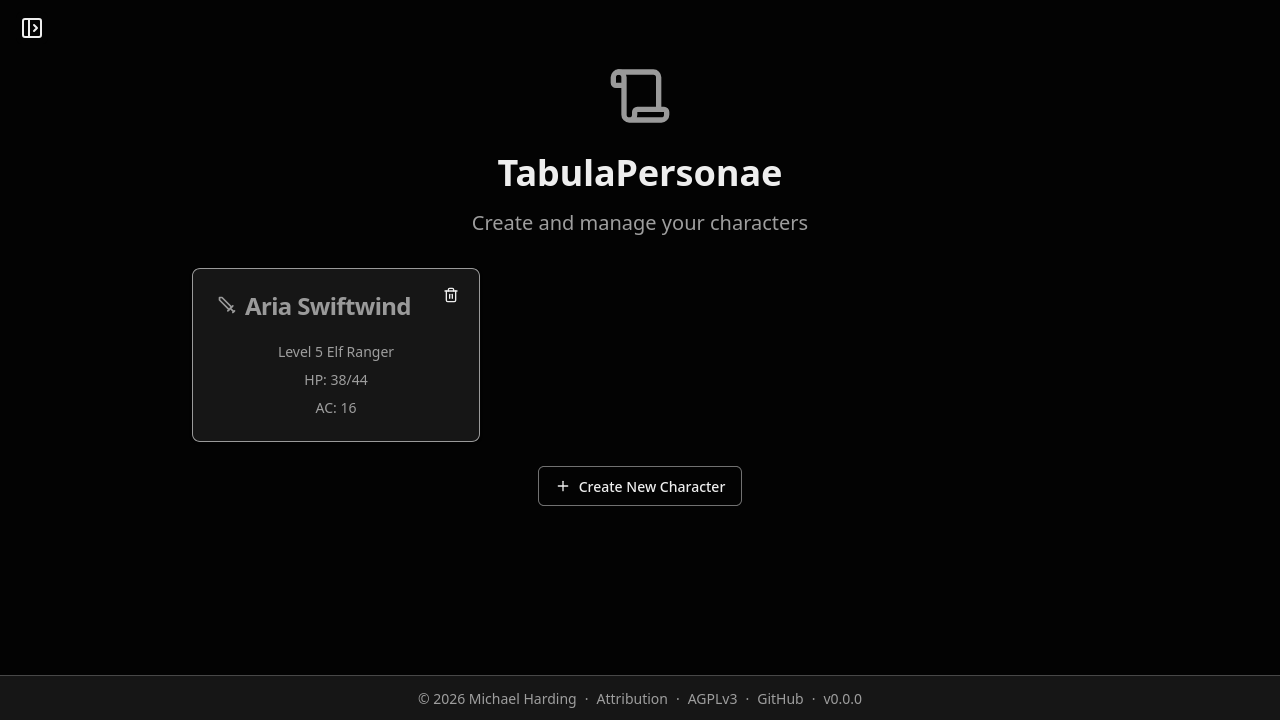 TabulaPersonae
Create and manage your characters
Aria Swiftwind
Level 5 Elf Ranger
HP: 38/44
AC: 16
Create New Character
© 2026 Michael Harding · Attribution · AGPLv3 · GitHub · v0.0.0